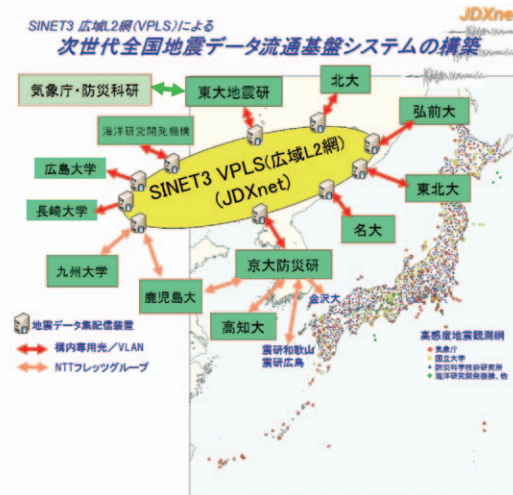 JDXnet
SINET3 広域L2網(VPLS)による
次世代全国地震データ流通基盤システムの構築
気象庁・防災科研
東大地震研
北大
弘前大
海洋研究開発機構
広島大学
SINET3 VPLS(広域L2網)
(JDXnet)
東北大
長崎大学
名大
九州大学
鹿児島大
京大防災研
金沢大
高知大
震研和歌山
震研広島
地震データ集配信装置
構内専用光/VLAN
NTTフレッツグループ
高感度地震観測網
気象庁
国立大学
防災科学技術研究所
海洋研究開発機構、他